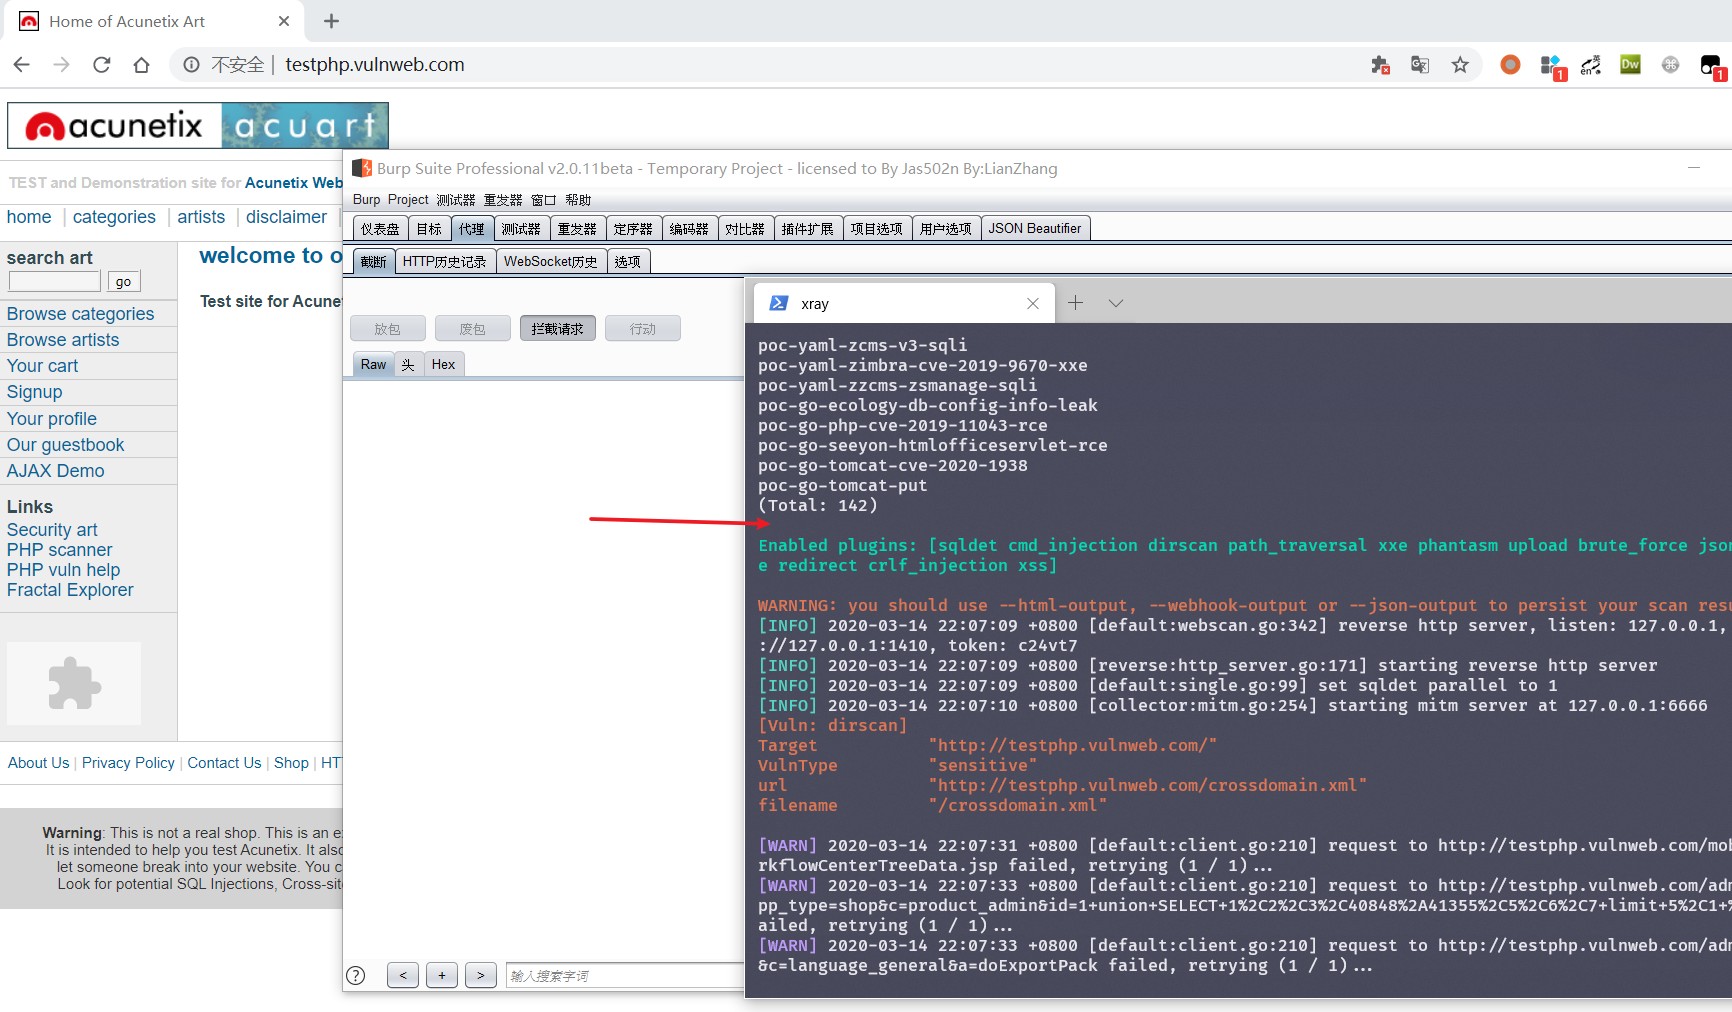 Home of Acunetix Art
不安全 | testphp.vulnweb.com
1
en
英
Dw
1
acunetix acuart
TEST and Demonstration site for Acunetix Web
home | categories | artists | disclaimer |
search art
go
Browse categories
Browse artists
Your cart
Signup
Your profile
Our guestbook
AJAX Demo
Links
Security art
PHP scanner
PHP vuln help
Fractal Explorer
welcome to o
Test site for Acune
About Us | Privacy Policy | Contact Us | Shop | HT
Warning: This is not a real shop. This is an e
It is intended to help you test Acunetix. It also
let someone break into your website. You c
Look for potential SQL Injections, Cross-site
Burp Suite Professional v2.0.11beta - Temporary Project - licensed to By Jas502n By:LianZhang
Burp Project 测试器 重发器 窗口 帮助
仪表盘 目标 代理 测试器 重发器 定序器 编码器 对比器 插件扩展 项目选项 用户选项 JSON Beautifier
截断 HTTP历史记录 WebSocket历史 选项
放包 废包 拦截请求 行动
Raw 头 Hex
? < + > 输入搜索字词
xray
poc-yaml-zcms-v3-sqli
poc-yaml-zimbra-cve-2019-9670-xxe
poc-yaml-zzcms-zsmanage-sqli
poc-go-ecology-db-config-info-leak
poc-go-php-cve-2019-11043-rce
poc-go-seeyon-htmlofficeservlet-rce
poc-go-tomcat-cve-2020-1938
poc-go-tomcat-put
(Total: 142)
Enabled plugins: [sqldet cmd_injection dirscan path_traversal xxe phantasm upload brute_force json
e redirect crlf_injection xss]
WARNING: you should use --html-output, --webhook-output or --json-output to persist your scan resu
[INFO] 2020-03-14 22:07:09 +0800 [default:webscan.go:342] reverse http server, listen: 127.0.0.1,
://127.0.0.1:1410, token: c24vt7
[INFO] 2020-03-14 22:07:09 +0800 [reverse:http_server.go:171] starting reverse http server
[INFO] 2020-03-14 22:07:09 +0800 [default:single.go:99] set sqldet parallel to 1
[INFO] 2020-03-14 22:07:10 +0800 [collector:mitm.go:254] starting mitm server at 127.0.0.1:6666
[Vuln: dirscan]
Target "http://testphp.vulnweb.com/"
VulnType "sensitive"
url "http://testphp.vulnweb.com/crossdomain.xml"
filename "/crossdomain.xml"
[WARN] 2020-03-14 22:07:31 +0800 [default:client.go:210] request to http://testphp.vulnweb.com/mob
rkflowCenterTreeData.jsp failed, retrying (1 / 1)...
[WARN] 2020-03-14 22:07:33 +0800 [default:client.go:210] request to http://testphp.vulnweb.com/adm
pp_type=shop&c=product_admin&id=1+union+SELECT+1%2C2%2C3%2C40848%2A41355%2C5%2C6%2C7+limit+5%2C1+%
ailed, retrying (1 / 1)...
[WARN] 2020-03-14 22:07:33 +0800 [default:client.go:210] request to http://testphp.vulnweb.com/adm
&c=language_general&a=doExportPack failed, retrying (1 / 1)...